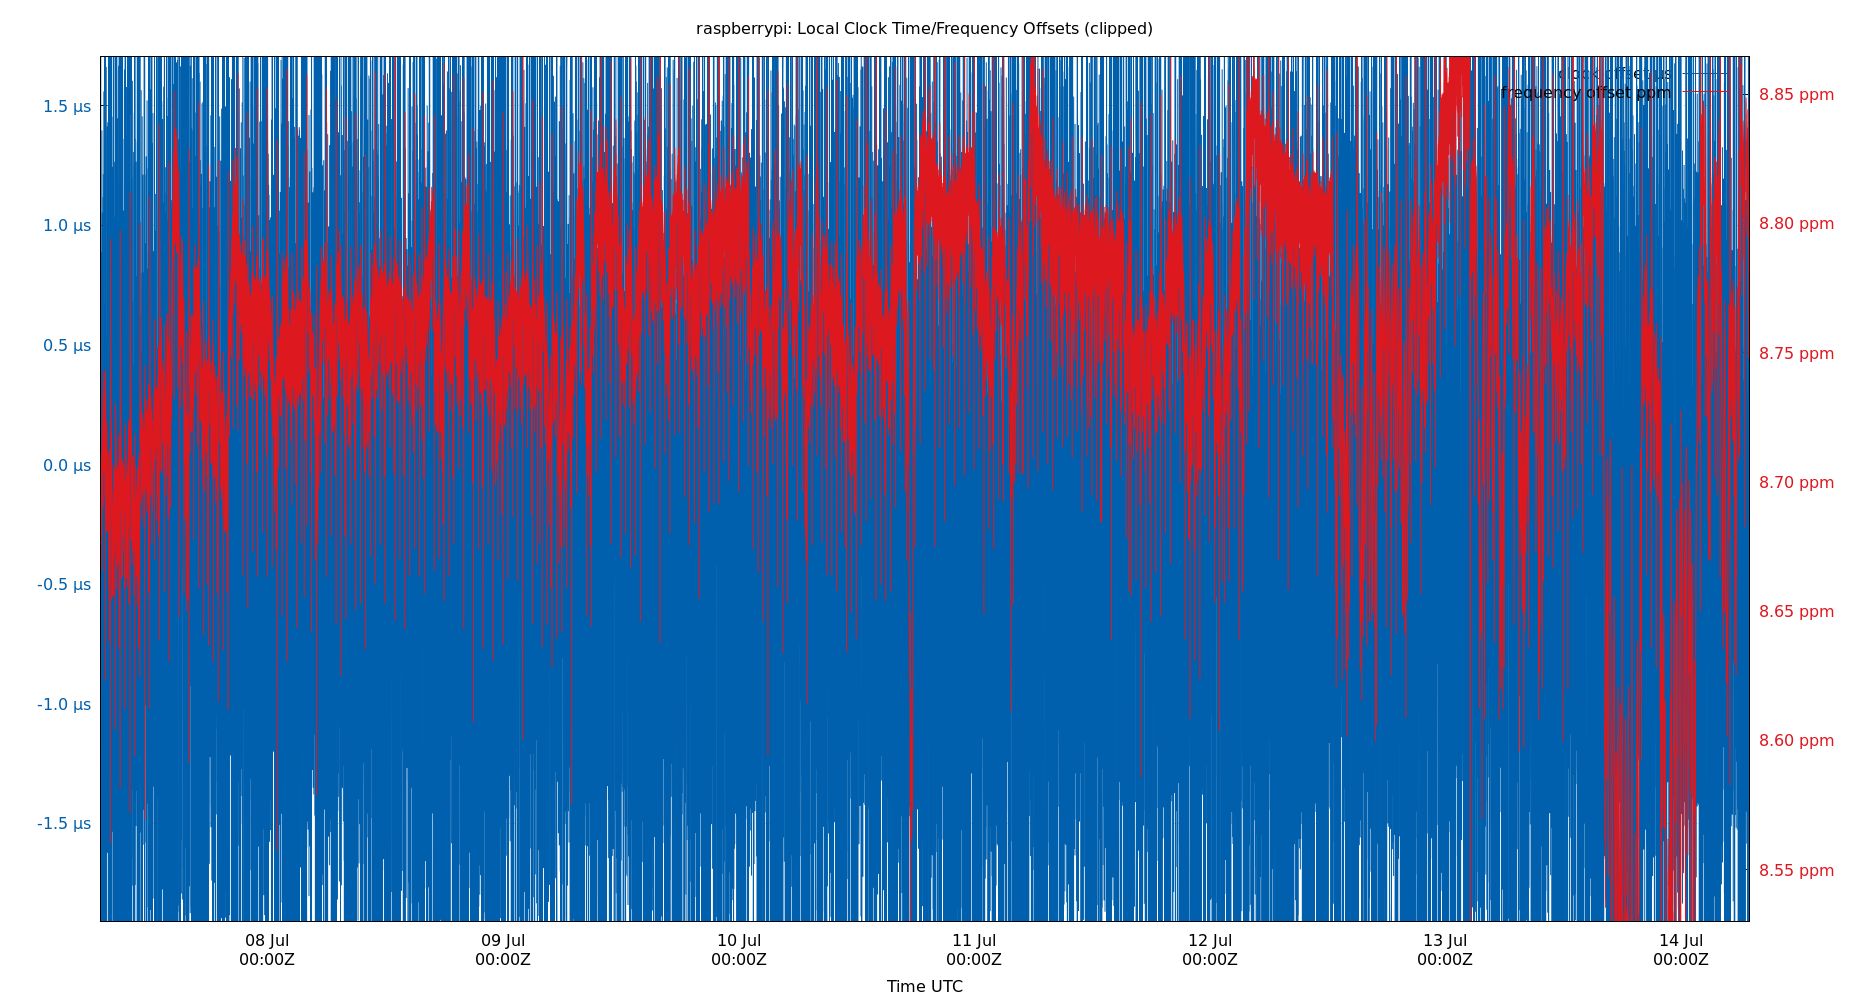 raspberrypi: Local Clock Time/Frequency Offsets (clipped)
clock offset µs
frequency offset ppm
1.5 µs
1.0 µs
0.5 µs
0.0 µs
-0.5 µs
-1.0 µs
-1.5 µs
8.85 ppm
8.80 ppm
8.75 ppm
8.70 ppm
8.65 ppm
8.60 ppm
8.55 ppm
08 Jul
00:00Z
09 Jul
00:00Z
10 Jul
00:00Z
11 Jul
00:00Z
12 Jul
00:00Z
13 Jul
00:00Z
14 Jul
00:00Z
Time UTC